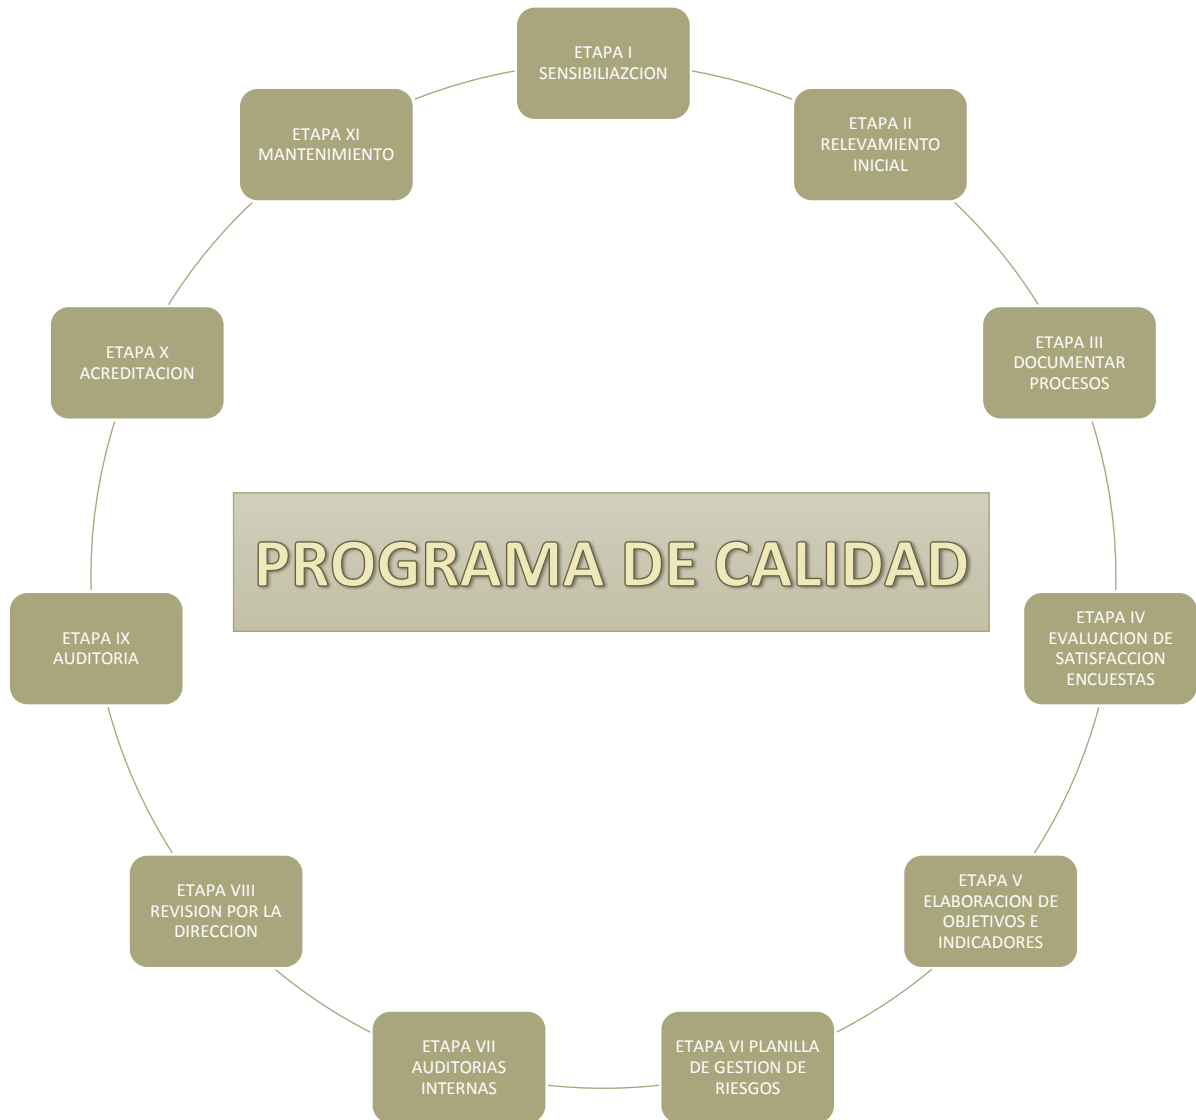 ETAPA I
SENSIBILIAZCION
ETAPA II
RELEVAMIENTO
INICIAL
ETAPA III
DOCUMENTAR
PROCESOS
ETAPA IV
EVALUACION DE
SATISFACCION
ENCUESTAS
ETAPA V
ELABORACION DE
OBJETIVOS E
INDICADORES
ETAPA VI PLANILLA
DE GESTION DE
RIESGOS
ETAPA VII
AUDITORIAS
INTERNAS
ETAPA VIII
REVISION POR LA
DIRECCION
ETAPA IX
AUDITORIA
ETAPA X
ACREDITACION
ETAPA XI
MANTENIMIENTO
PROGRAMA DE CALIDAD